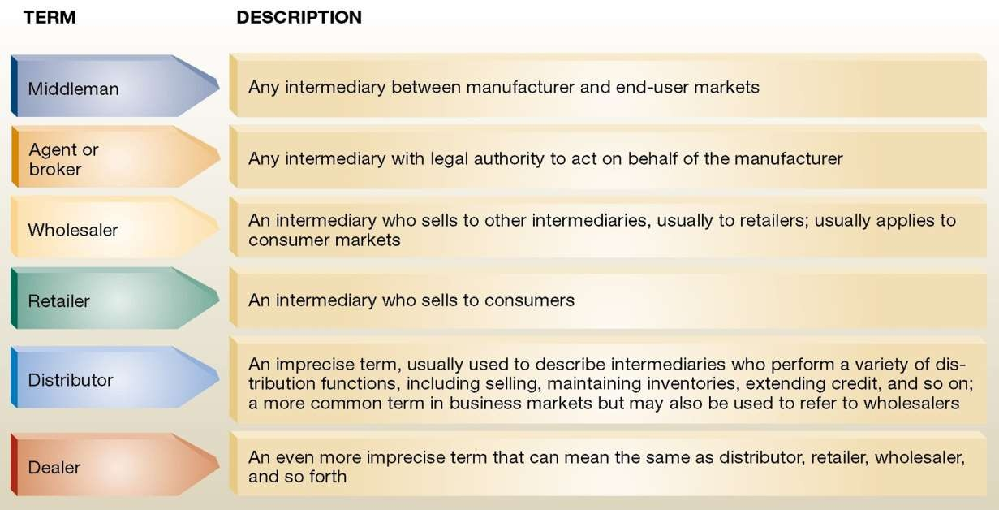 TERM DESCRIPTION
Middleman
Any intermediary between manufacturer and end-user markets
Agent or
broker
Any intermediary with legal authority to act on behalf of the manufacturer
Wholesaler
An intermediary who sells to other intermediaries, usually to retailers; usually applies to
consumer markets
Retailer
An intermediary who sells to consumers
Distributor
An imprecise term, usually used to describe intermediaries who perform a variety of dis-
tribution functions, including selling, maintaining inventories, extending credit, and so on;
a more common term in business markets but may also be used to refer to wholesalers
Dealer
An even more imprecise term that can mean the same as distributor, retailer, wholesaler,
and so forth